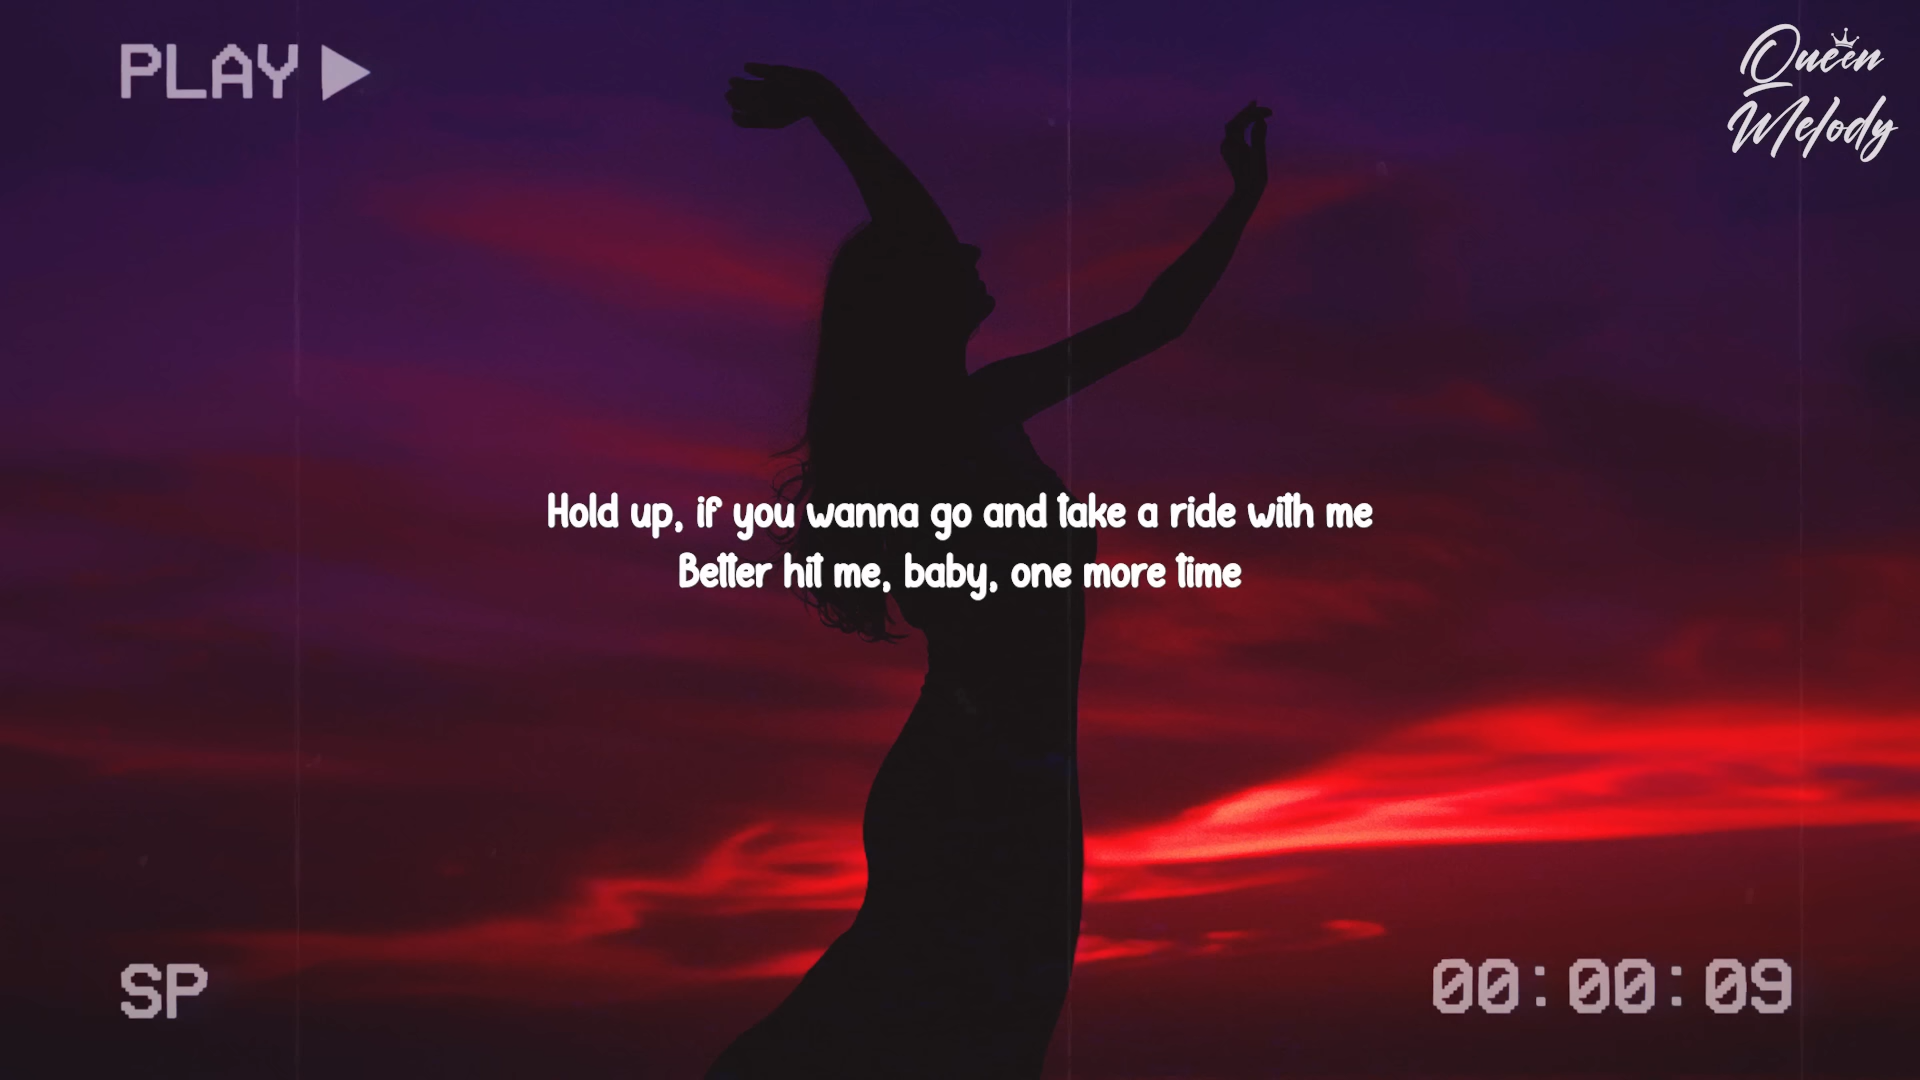 PLAY
Queen
Melody
Hold up, if you wanna go and take a ride with me
Better hit me, baby, one more time
SP
00:00:09